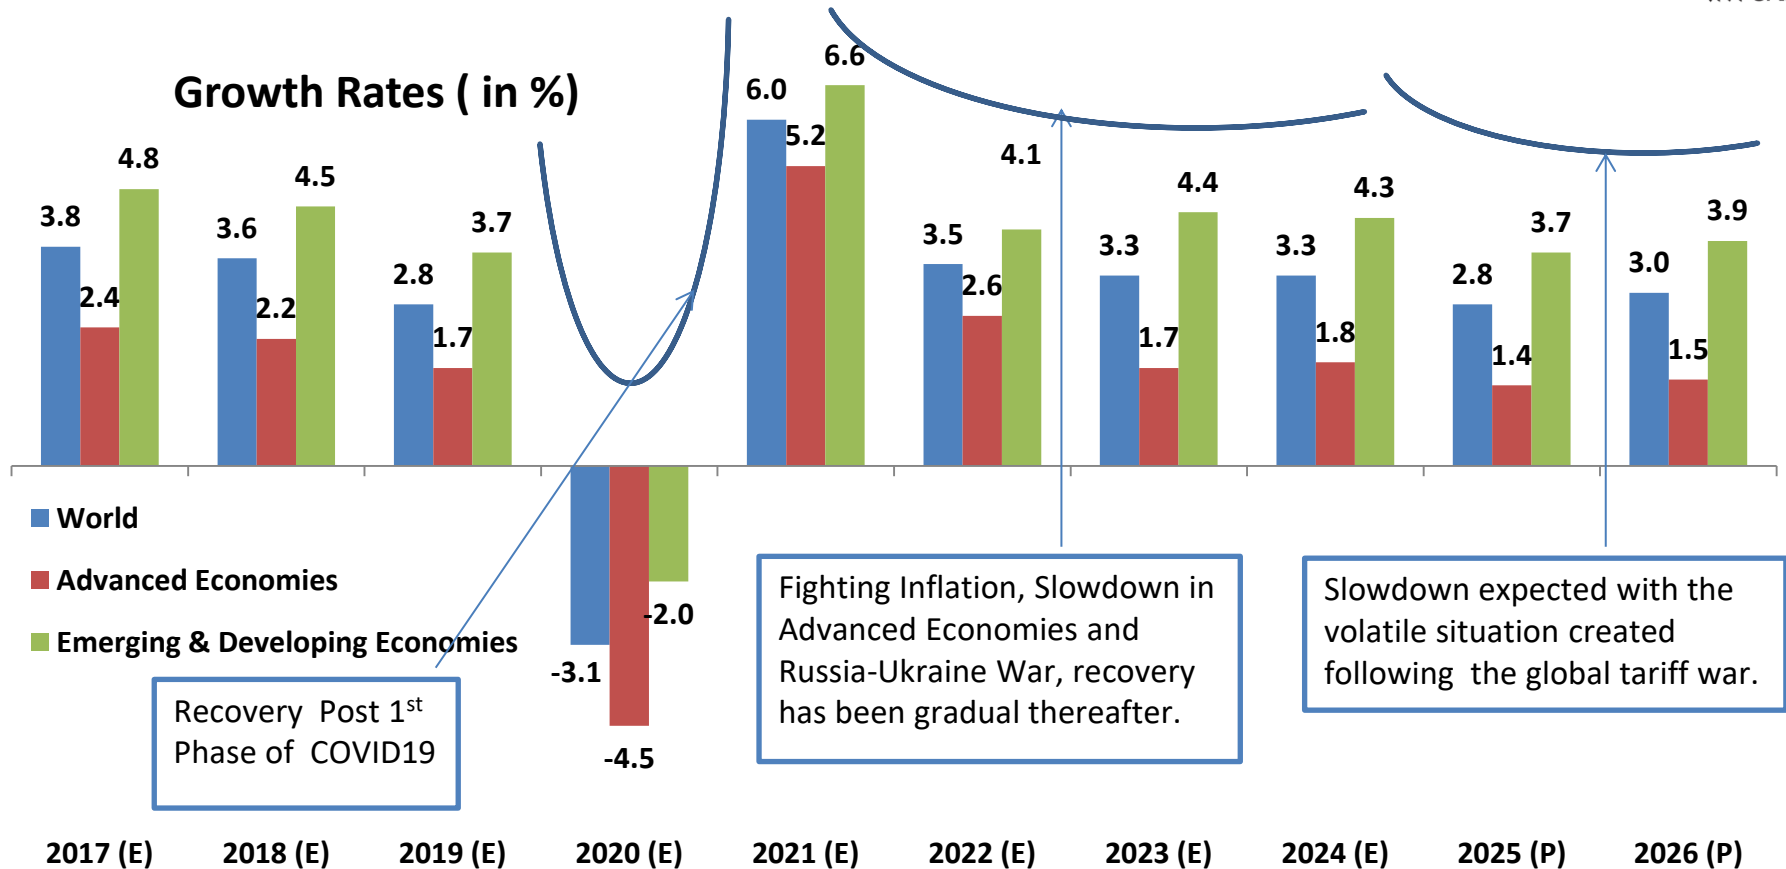 Growth Rates ( in %)
3.8
2.4
4.8
3.6
2.2
4.5
2.8
1.7
3.7
-3.1
-4.5
-2.0
6.0
5.2
6.6
3.5
2.6
4.1
3.3
1.7
4.4
3.3
1.8
4.3
2.8
1.4
3.7
3.0
1.5
3.9
World
Advanced Economies
Emerging & Developing Economies
Recovery Post 1st
Phase of COVID19
Fighting Inflation, Slowdown in
Advanced Economies and
Russia-Ukraine War, recovery
has been gradual thereafter.
Slowdown expected with the
volatile situation created
following the global tariff war.
2017 (E)
2018 (E)
2019 (E)
2020 (E)
2021 (E)
2022 (E)
2023 (E)
2024 (E)
2025 (P)
2026 (P)